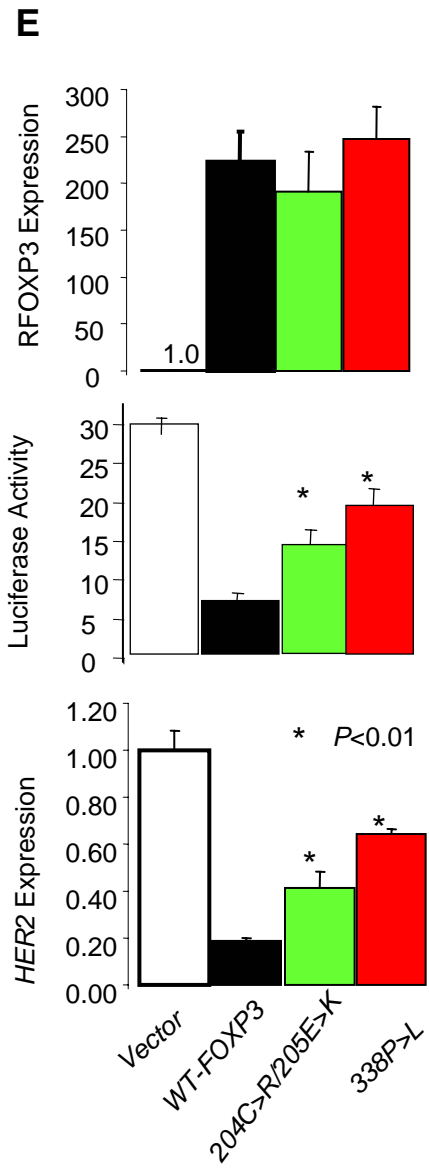 E
RFOXP3 Expression
300
250
200
150
100
50
0
1.0
Luciferase Activity
30
25
20
15
10
5
0
*
*
HER2 Expression
1.20
1.00
0.80
0.60
0.40
0.20
0.00
* P<0.01
*
*
Vector
WT-FOXP3
204C>R/205E>K
338P>L